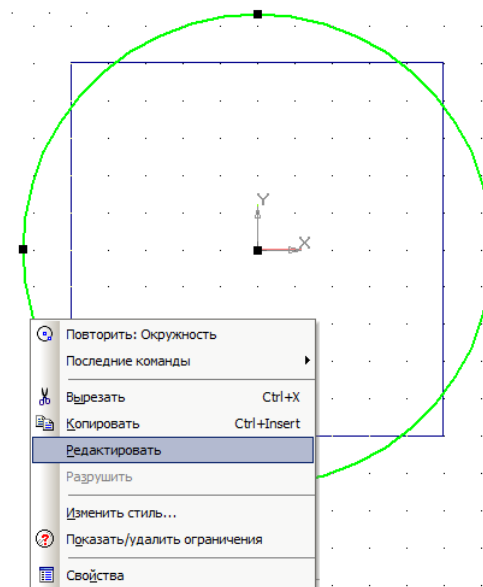 Y
X
Повторить: Окружность
Последние команды
Вырезать Ctrl+X
Копировать Ctrl+Insert
Редактировать
Разрушить
Изменить стиль...
Показать/удалить ограничения
Свойства